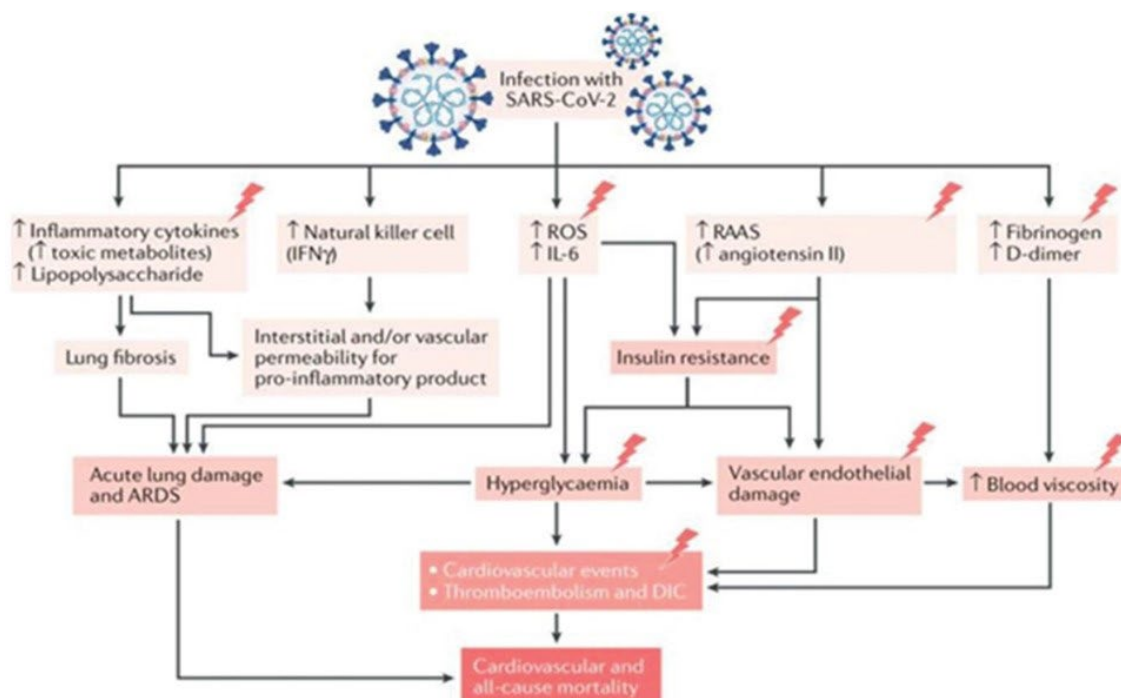 Infection with
SARS-CoV-2
↑ Inflammatory cytokines
(↑ toxic metabolites)
↑ Lipopolysaccharide
↑ Natural killer cell
(IFNγ)
↑ ROS
↑ IL-6
↑ RAAS
(↑ angiotensin II)
↑ Fibrinogen
↑ D-dimer
Lung fibrosis
Interstitial and/or vascular
permeability for
pro-inflammatory product
Insulin resistance
Acute lung damage
and ARDS
Hyperglycaemia
Vascular endothelial
damage
↑ Blood viscosity
• Cardiovascular events
• Thromboembolism and DIC
Cardiovascular and
all-cause mortality